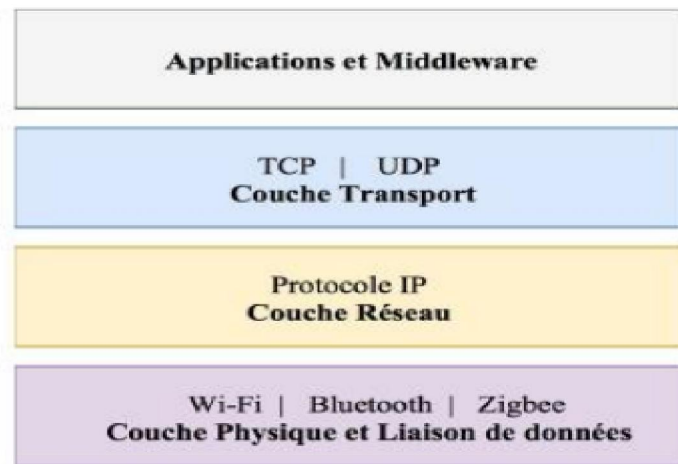 Applications et Middleware
TCP | UDP
Couche Transport
Protocole IP
Couche Réseau
Wi-Fi | Bluetooth | Zigbee
Couche Physique et Liaison de données